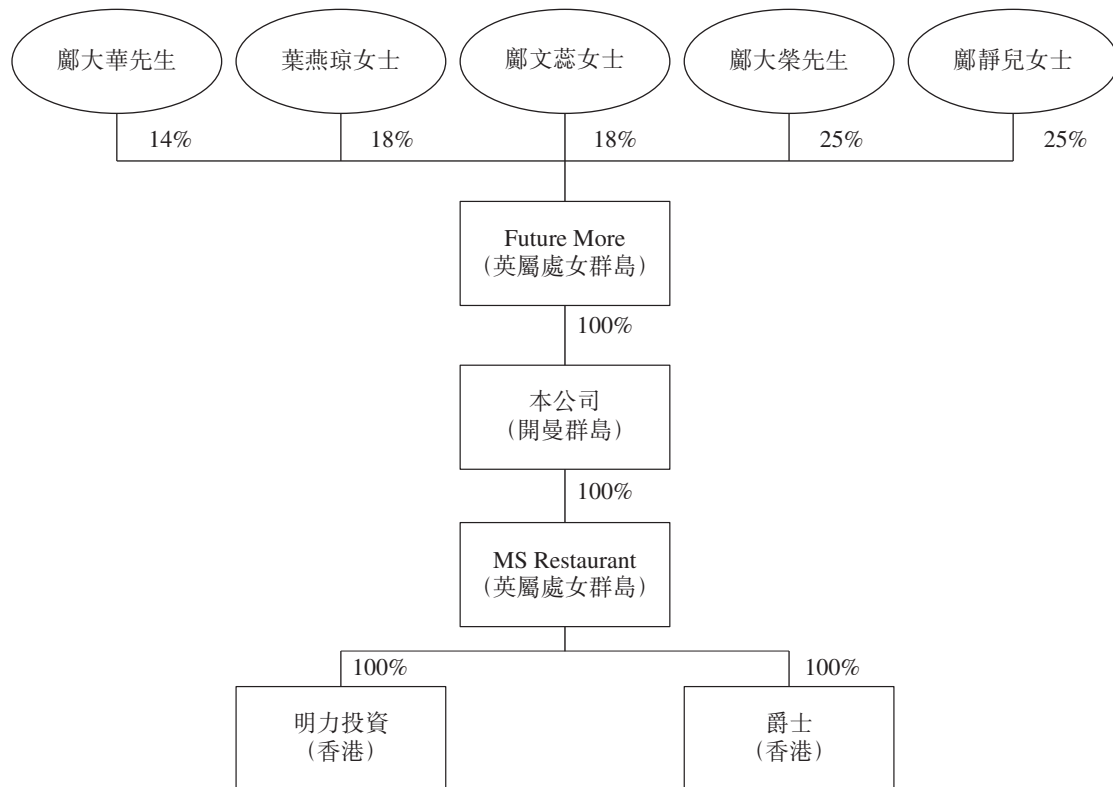 鄺大華先生
葉燕琼女士
鄺文蕊女士
鄺大榮先生
鄺靜兒女士
14%
18%
18%
25%
25%
Future More
（英屬處女群島）
100%
本公司
（開曼群島）
100%
MS Restaurant
（英屬處女群島）
100%
100%
明力投資
（香港）
爵士
（香港）